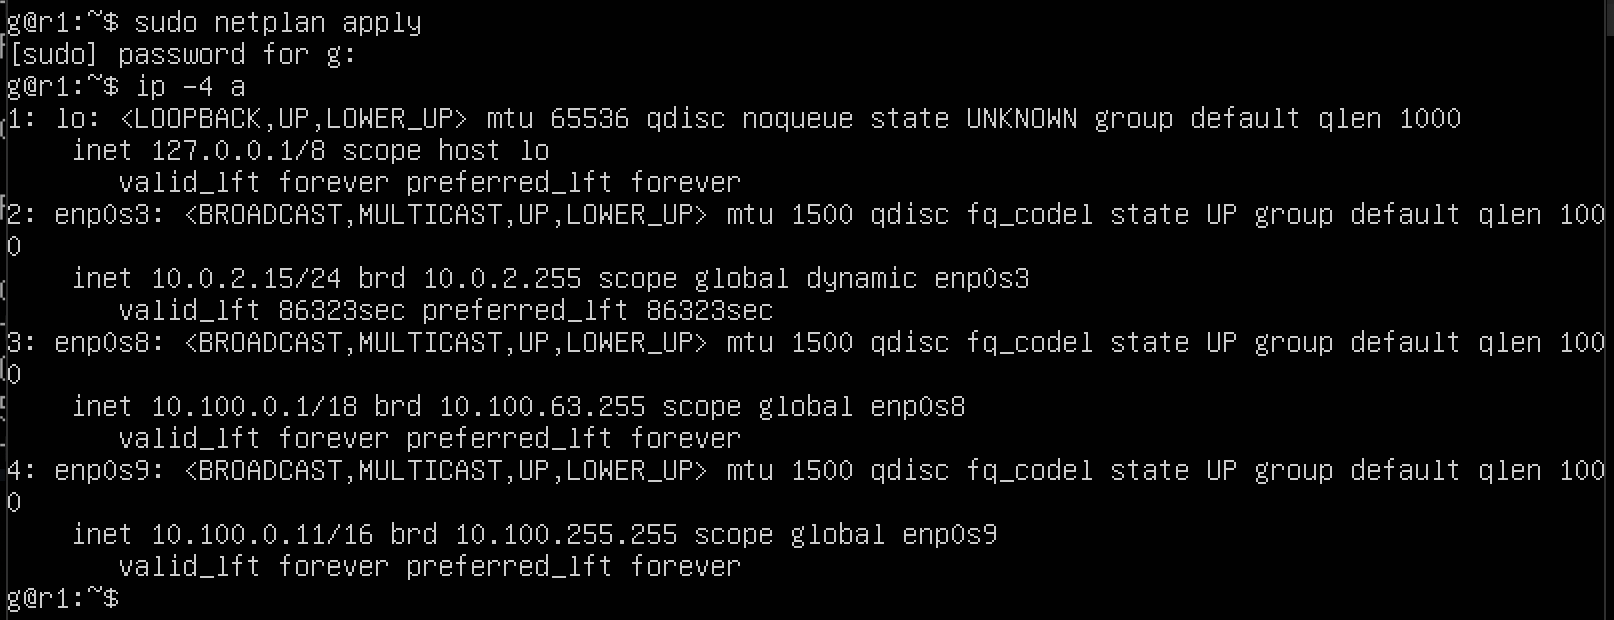 g@r1:~$ sudo netplan apply
[sudo] password for g:
g@r1:~$ ip -4 a
1: lo: <LOOPBACK,UP,LOWER_UP> mtu 65536 qdisc noqueue state UNKNOWN group default qlen 1000
    inet 127.0.0.1/8 scope host lo
       valid_lft forever preferred_lft forever
2: enp0s3: <BROADCAST,MULTICAST,UP,LOWER_UP> mtu 1500 qdisc fq_codel state UP group default qlen 100
0
    inet 10.0.2.15/24 brd 10.0.2.255 scope global dynamic enp0s3
       valid_lft 86323sec preferred_lft 86323sec
3: enp0s8: <BROADCAST,MULTICAST,UP,LOWER_UP> mtu 1500 qdisc fq_codel state UP group default qlen 100
0
    inet 10.100.0.1/18 brd 10.100.63.255 scope global enp0s8
       valid_lft forever preferred_lft forever
4: enp0s9: <BROADCAST,MULTICAST,UP,LOWER_UP> mtu 1500 qdisc fq_codel state UP group default qlen 100
0
    inet 10.100.0.11/16 brd 10.100.255.255 scope global enp0s9
       valid_lft forever preferred_lft forever
g@r1:~$